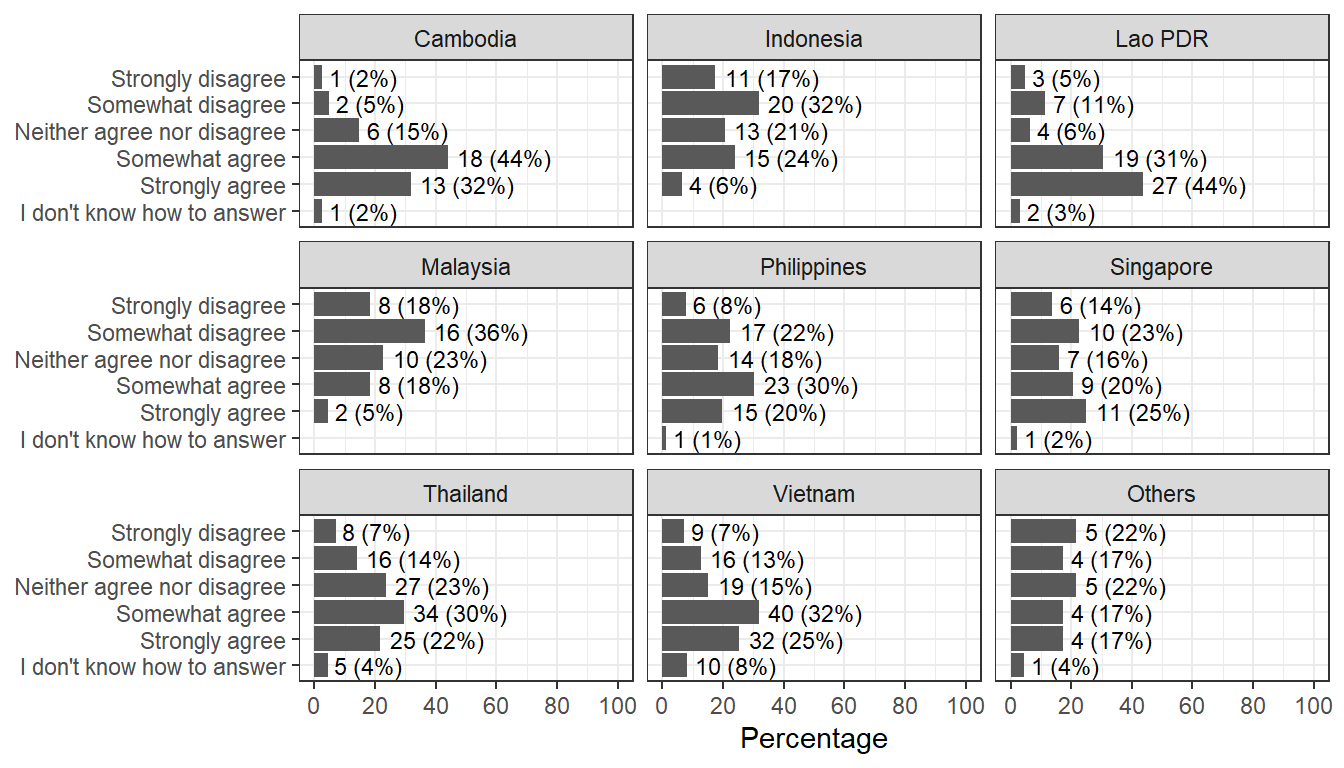 Cambodia
Indonesia
Lao PDR
Strongly disagree 1 (2%) 11 (17%) 3 (5%)
Somewhat disagree 2 (5%) 20 (32%) 7 (11%)
Neither agree nor disagree 6 (15%) 13 (21%) 4 (6%)
Somewhat agree 18 (44%) 15 (24%) 19 (31%)
Strongly agree 13 (32%) 4 (6%) 27 (44%)
I don't know how to answer 1 (2%) 2 (3%)
Malaysia
Philippines
Singapore
Strongly disagree 8 (18%) 6 (8%) 6 (14%)
Somewhat disagree 16 (36%) 17 (22%) 10 (23%)
Neither agree nor disagree 10 (23%) 14 (18%) 7 (16%)
Somewhat agree 8 (18%) 23 (30%) 9 (20%)
Strongly agree 2 (5%) 15 (20%) 11 (25%)
I don't know how to answer 1 (1%) 1 (2%)
Thailand
Vietnam
Others
Strongly disagree 8 (7%) 9 (7%) 5 (22%)
Somewhat disagree 16 (14%) 16 (13%) 4 (17%)
Neither agree nor disagree 27 (23%) 19 (15%) 5 (22%)
Somewhat agree 34 (30%) 40 (32%) 4 (17%)
Strongly agree 25 (22%) 32 (25%) 4 (17%)
I don't know how to answer 5 (4%) 10 (8%) 1 (4%)
0 20 40 60 80 100 0 20 40 60 80 100 0 20 40 60 80 100
Percentage